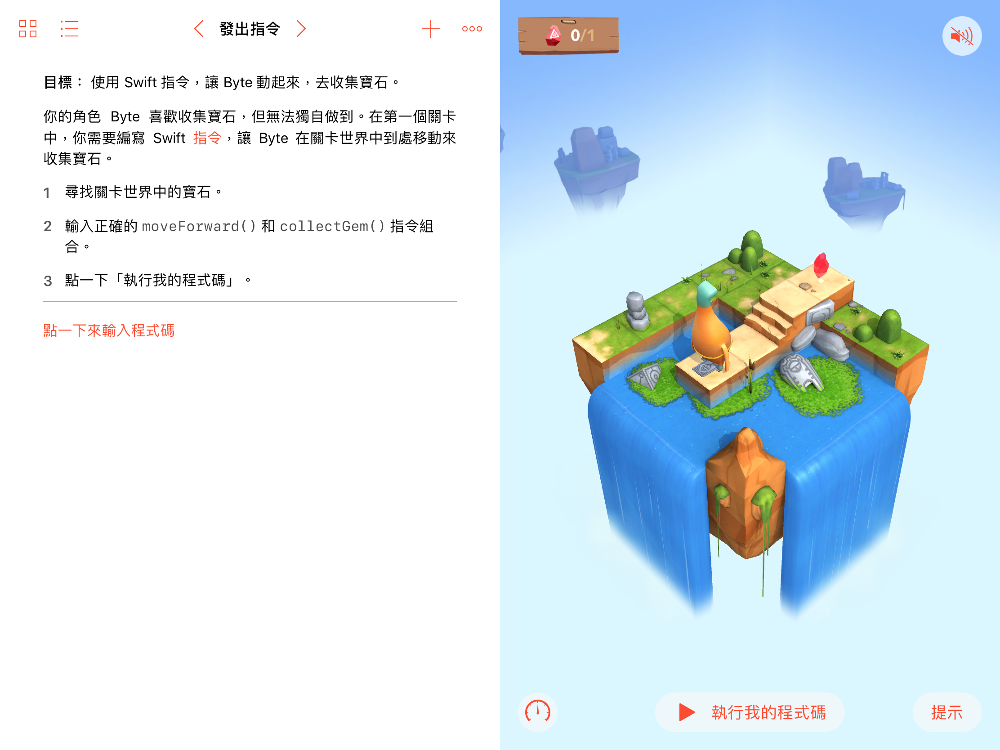 發出指令
目標： 使用 Swift 指令，讓 Byte 動起來，去收集寶石。
你的角色 Byte 喜歡收集寶石，但無法獨自做到。在第一個關卡
中，你需要編寫 Swift 指令，讓 Byte 在關卡世界中到處移動來
收集寶石。
1 尋找關卡世界中的寶石。
2 輸入正確的 moveForward() 和 collectGem() 指令組
合。
3 點一下「執行我的程式碼」。
點一下來輸入程式碼
0/1
執行我的程式碼
提示